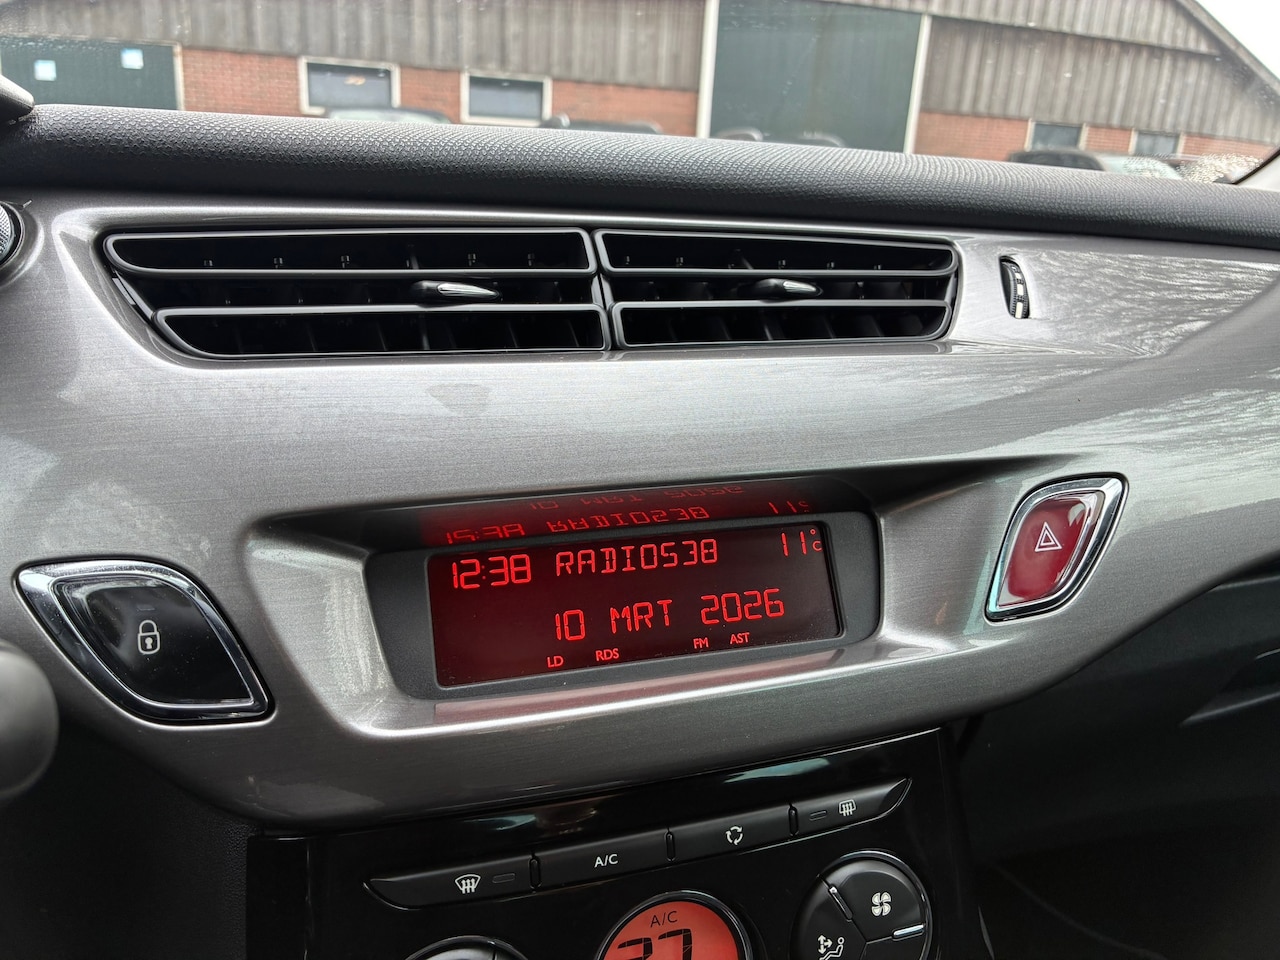 12:38 RADIO538 11°C
10 MRT 2026
LD RDS FM AST
A/C
A/C